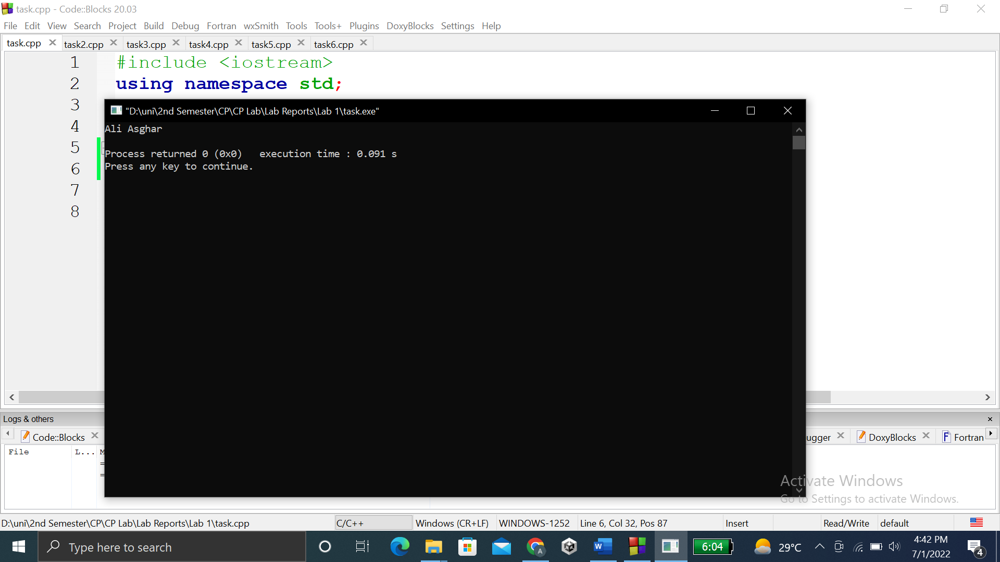 task.cpp - Code::Blocks 20.03
File Edit View Search Project Build Debug Fortran wxSmith Tools Tools+ Plugins DoxyBlocks Settings Help
task.cpp task2.cpp task3.cpp task4.cpp task5.cpp task6.cpp
1 #include <iostream>
2 using namespace std;
3
4
5
6
7
8
"D:\uni\2nd Semester\CP\CP Lab\Lab Reports\Lab 1\task.exe"
Ali Asghar
Process returned 0 (0x0)   execution time : 0.091 s
Press any key to continue.
Logs & others
Code::Blocks ugger DoxyBlocks Fortran
File L... M
=
=
Activate Windows
Go to Settings to activate Windows.
D:\uni\2nd Semester\CP\CP Lab\Lab Reports\Lab 1\task.cpp C/C++ Windows (CR+LF) WINDOWS-1252 Line 6, Col 32, Pos 87 Insert Read/Write default
Type here to search 6:04 29°C 4:42 PM
7/1/2022 4